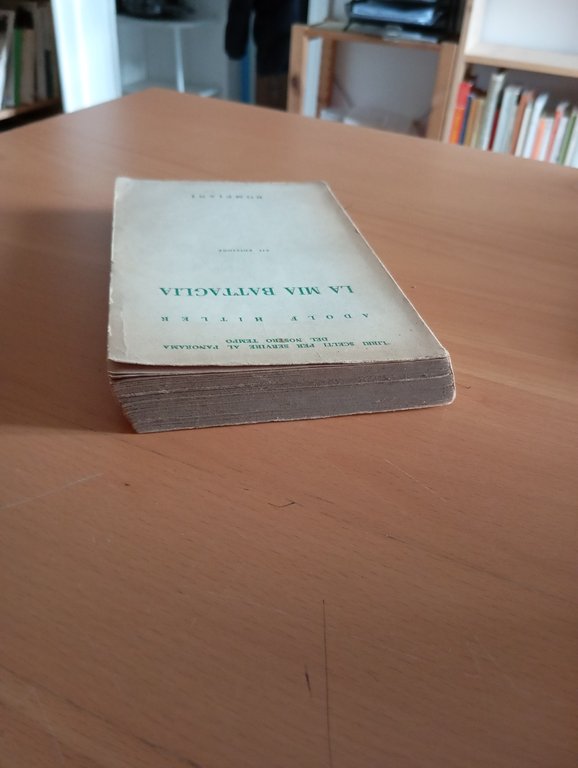 "LIBRI SCELTI PER SERVIRE AL PANORAMA
DEL NOSTRO TEMPO
ADOLF HITLER
LA MIA BATTAGLIA
BOMPIANI